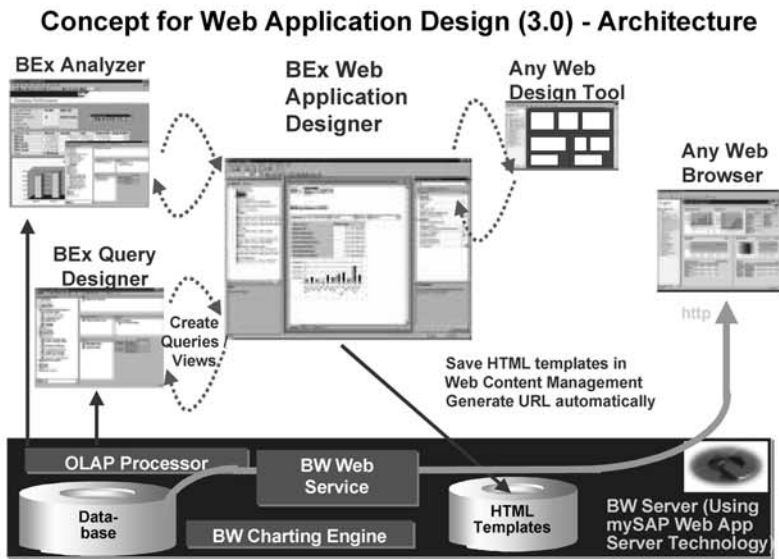 Concept for Web Application Design (3.0) - Architecture
BEx Analyzer
BEx Web
Application
Designer
Any Web
Design Tool
Any Web
Browser
BEx Query
Designer
Create
Queries /
Views
http
Save HTML templates in
Web Content Management
Generate URL automatically
OLAP Processor
BW Web
Service
Data-
base
BW Charting Engine
HTML
Templates
BW Server (Using
mySAP Web App
Server Technology)